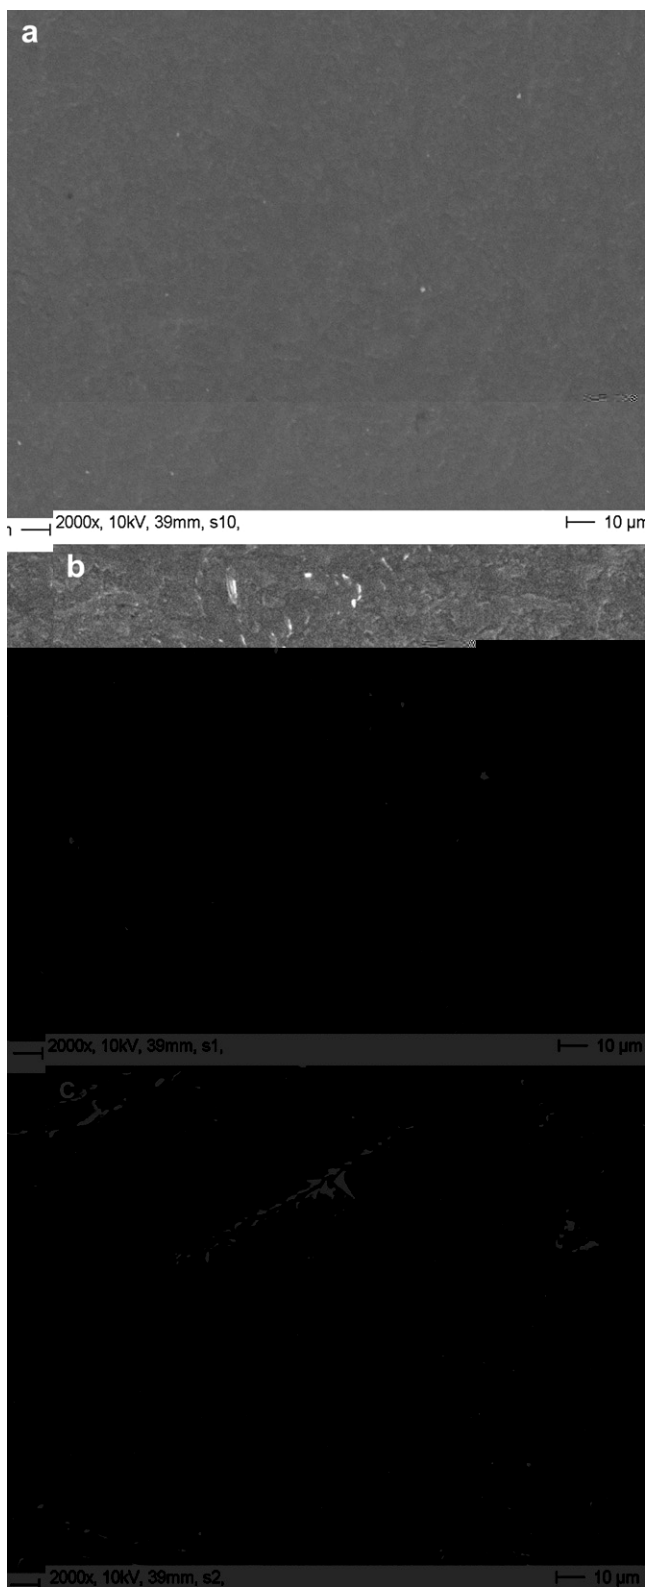 a
2000x, 10kV, 39mm, s10,
10 µm
b
2000x, 10kV, 39mm, s1,
10 µm
c
2000x, 10kV, 39mm, s2,
10 µm